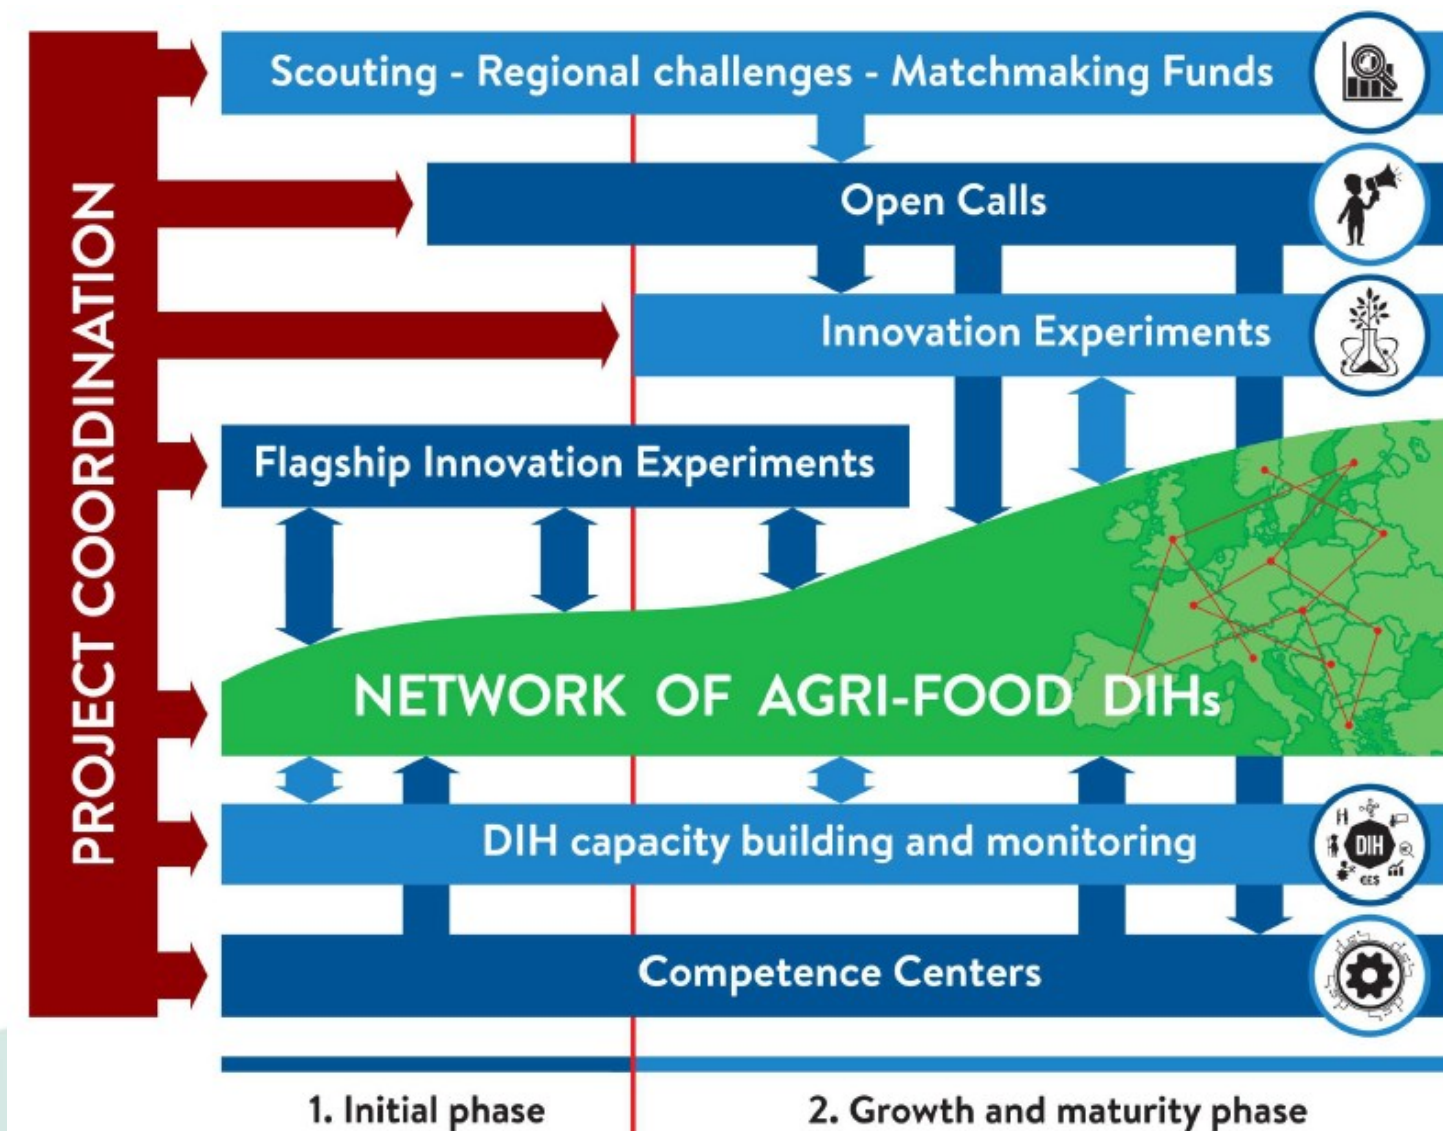 PROJECT COORDINATION
Scouting - Regional challenges - Matchmaking Funds
Open Calls
Innovation Experiments
Flagship Innovation Experiments
NETWORK OF AGRI-FOOD DIHs
DIH capacity building and monitoring
DIH
€£$
Competence Centers
1. Initial phase
2. Growth and maturity phase